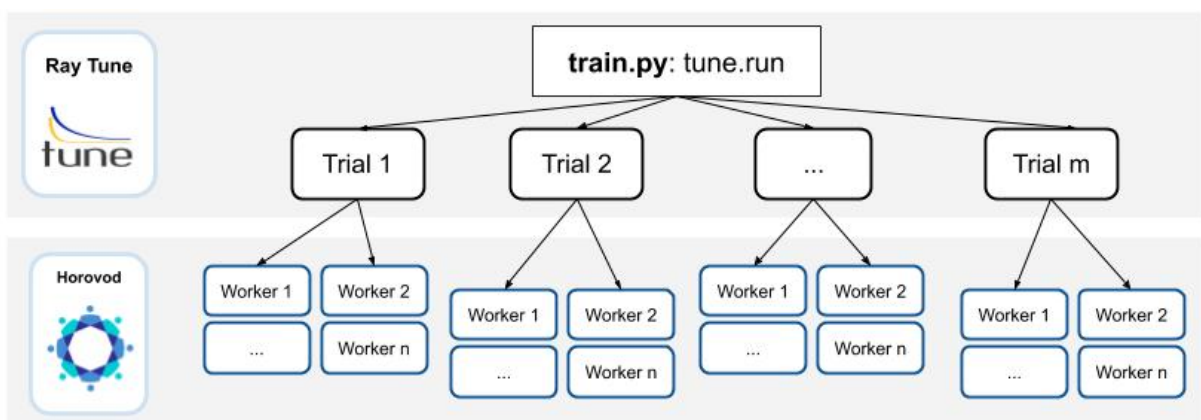 Ray Tune
tune
train.py: tune.run
Trial 1
Trial 2
...
Trial m
Horovod
Worker 1
Worker 2
...
Worker n
Worker 1
Worker 2
...
Worker n
Worker 1
Worker 2
...
Worker n
Worker 1
Worker 2
...
Worker n